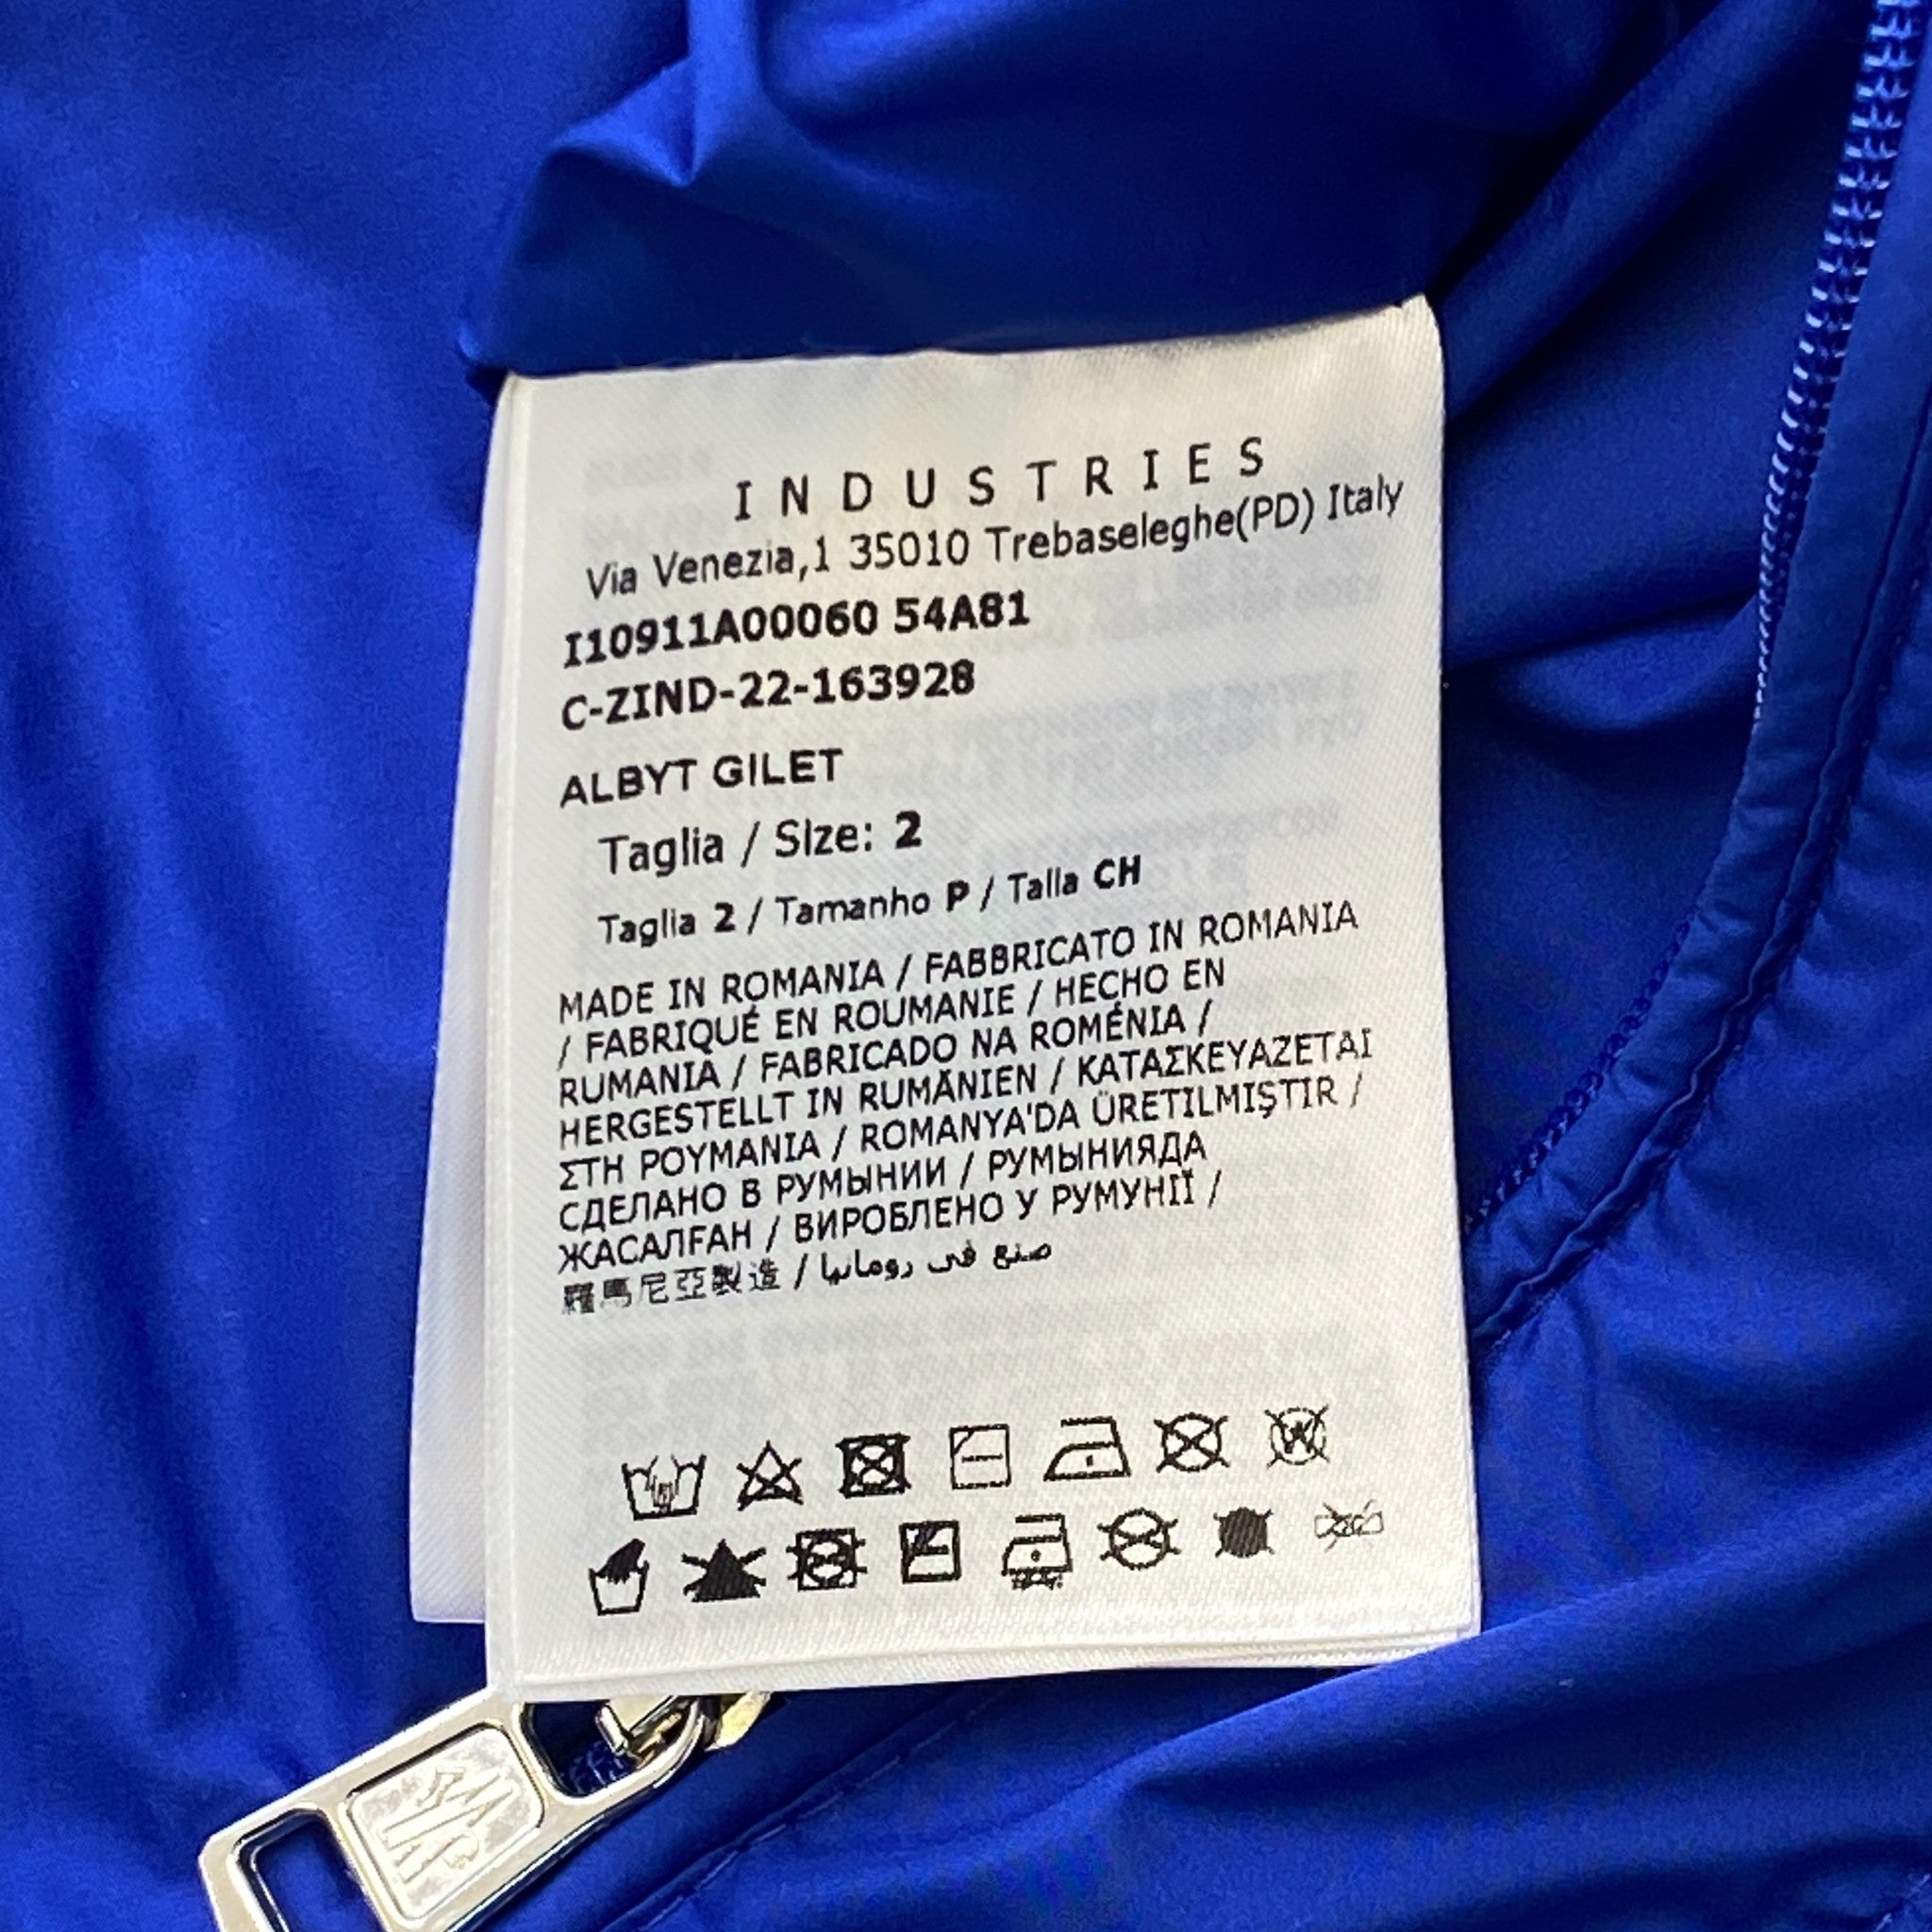 INDUSTRIES
Via Venezia,1 35010 Trebaseleghe(PD) Italy
I10911A00060 54A81
C-ZIND-22-163928
ALBYT GILET
Taglia / Size: 2
Taglia 2 / Tamanho P / Talla CH
MADE IN ROMANIA / FABBRICATO IN ROMANIA
/ FABRIQUÉ EN ROUMANIE / HECHO EN
RUMANIA / FABRICADO NA ROMÉNIA /
HERGESTELLT IN RUMÄNIEN / ΚΑΤΑΣΚΕΥΑΖΕΤΑΙ
ΣΤΗ ΡΟΥΜΑΝΙΑ / ROMANYA'DA ÜRETILMIŞTIR /
СДЕЛАНО В РУМЫНИИ / РУМЫНИЯДА
ЖАСАЛҒАН / ВИРОБЛЕНО У РУМУНІЇ /
羅馬尼亞製造 / صنع في رومانيا